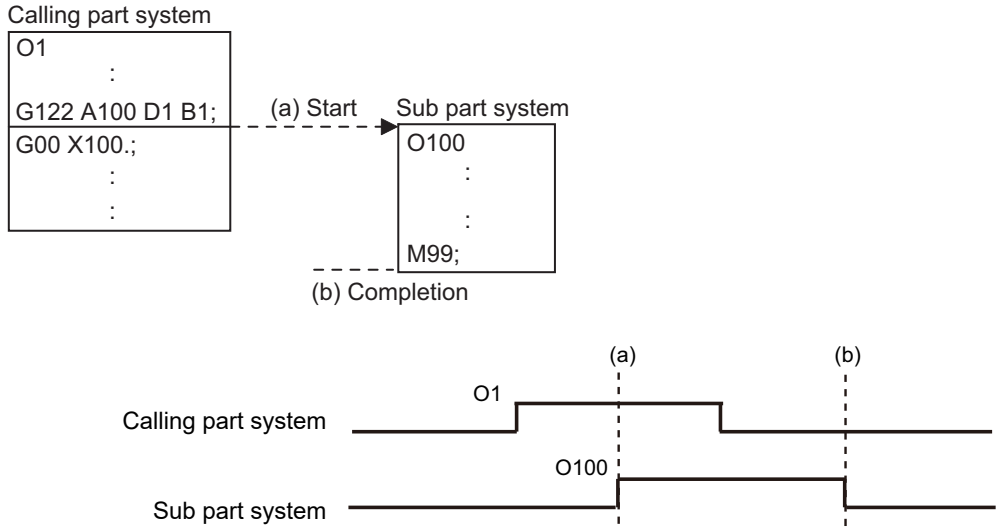 Calling part system
O1
:
G122 A100 D1 B1;
(a) Start
Sub part system
G00 X100.;
:
:
O100
:
:
M99;
(b) Completion
(a)
(b)
O1
Calling part system
O100
Sub part system